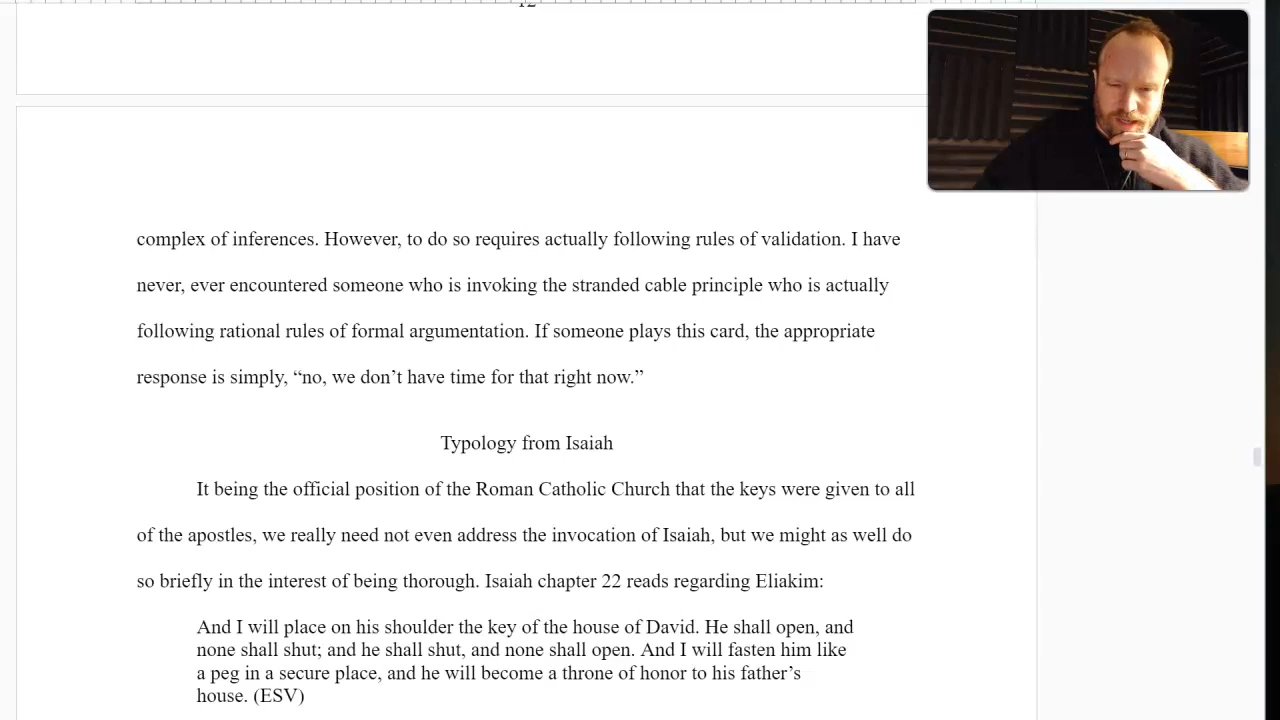 12
complex of inferences. However, to do so requires actually following rules of validation. I have
never, ever encountered someone who is invoking the stranded cable principle who is actually
following rational rules of formal argumentation. If someone plays this card, the appropriate
response is simply, “no, we don’t have time for that right now.”
Typology from Isaiah
It being the official position of the Roman Catholic Church that the keys were given to all
of the apostles, we really need not even address the invocation of Isaiah, but we might as well do
so briefly in the interest of being thorough. Isaiah chapter 22 reads regarding Eliakim:
And I will place on his shoulder the key of the house of David. He shall open, and
none shall shut; and he shall shut, and none shall open. And I will fasten him like
a peg in a secure place, and he will become a throne of honor to his father’s
house. (ESV)